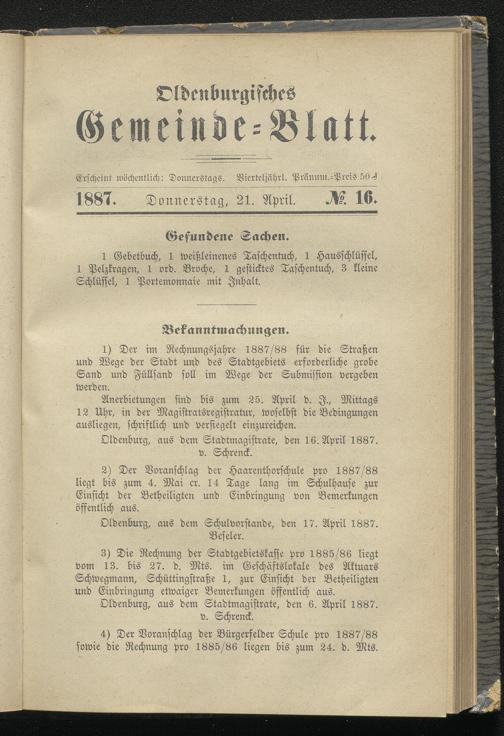 Oldenburgisches
Gemeinde=Blatt.
Erscheint wöchentlich: Donnerstags. Vierteljährl. Pränum.=Preis 50 ₰
1887. Donnerstag, 21. April. № 16.
Gefundene Sachen.
1 Gebetbuch, 1 weißleinenes Taschentuch, 1 Hausschlüssel,
1 Pelzkragen, 1 ord. Broche, 1 gesticktes Taschentuch, 3 kleine
Schlüssel, 1 Portemonnaie mit Inhalt.
Bekanntmachungen.
1) Der im Rechnungsjahre 1887/88 für die Straßen
und Wege der Stadt und des Stadtgebiets erforderliche grobe
Sand und Füllsand soll im Wege der Submission vergeben
werden.
Anerbietungen sind bis zum 25. April d. J., Mittags
12 Uhr, in der Magistratsregistratur, woselbst die Bedingungen
ausliegen, schriftlich und versiegelt einzureichen.
Oldenburg, aus dem Stadtmagistrate, den 16. April 1887.
v. Schrenck.
2) Der Voranschlag der Haarenthorschule pro 1887/88
liegt bis zum 4. Mai cr. 14 Tage lang im Schulhause zur
Einsicht der Betheiligten und Einbringung von Bemerkungen
öffentlich aus.
Oldenburg, aus dem Schulvorstande, den 17. April 1887.
Beseler.
3) Die Rechnung der Stadtgebietskasse pro 1885/86 liegt
vom 13. bis 27. d. Mts. im Geschäftslokale des Aktuars
Schwegmann, Schüttingstraße 1, zur Einsicht der Betheiligten
und Einbringung etwaiger Bemerkungen öffentlich aus.
Oldenburg, aus dem Stadtmagistrate, den 6. April 1887.
v. Schrenck.
4) Der Voranschlag der Bürgerfelder Schule pro 1887/88
sowie die Rechnung pro 1885/86 liegen bis zum 24. d. Mts.